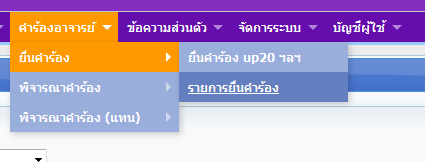 คำร้องอาจารย์ ข้อความส่วนตัว จัดการระบบ บัญชีผู้ใช้
ยื่นคำร้อง ยื่นคำร้อง up20 ฯลฯ
พิจารณาคำร้อง รายการยื่นคำร้อง
พิจารณาคำร้อง (แทน)